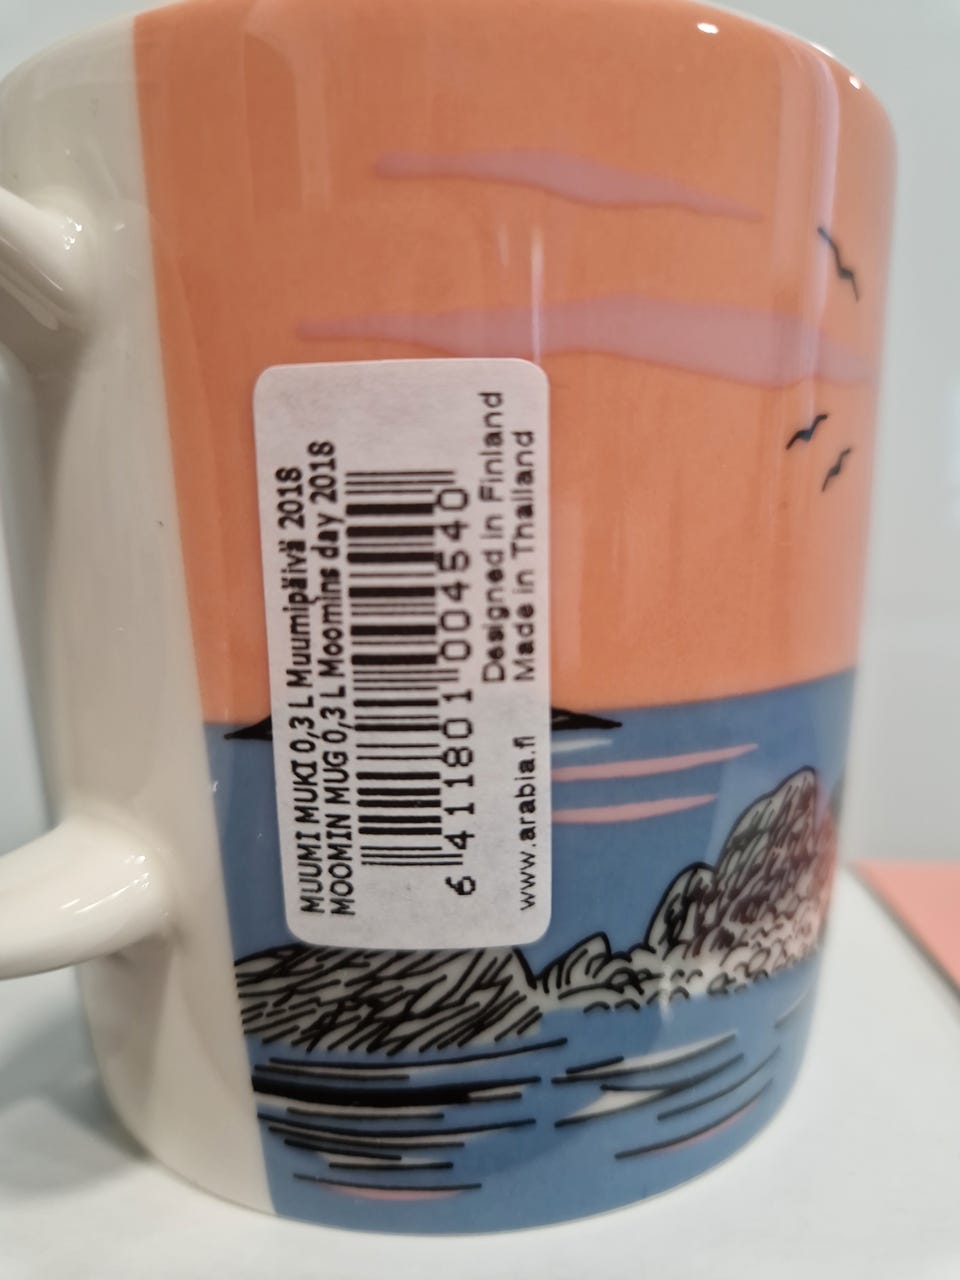 MUUMI MUKI 0,3 L Muumipäivä 2018
MOOMIN MUG 0,3 L Moomins day 2018
6 411801 004540
Designed in Finland
www.arabia.fi Made in Thailand